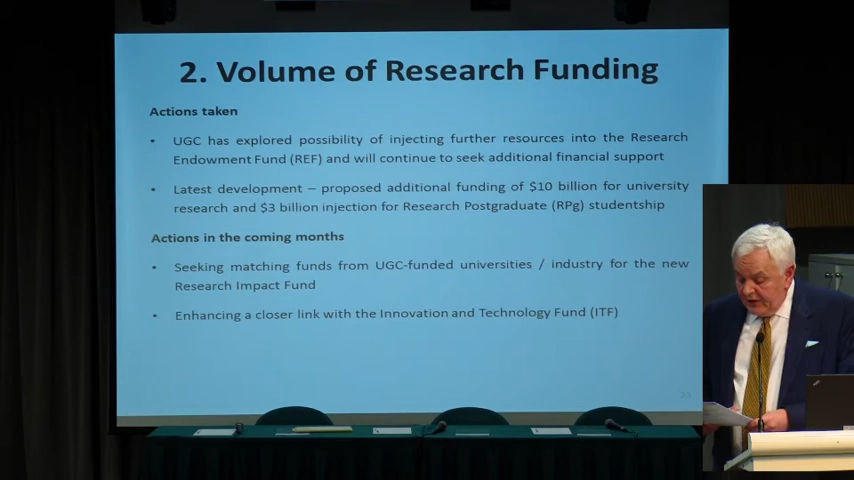 2. Volume of Research Funding
Actions taken
• UGC has explored possibility of injecting further resources into the Research
Endowment Fund (REF) and will continue to seek additional financial support
• Latest development – proposed additional funding of $10 billion for university
research and $3 billion injection for Research Postgraduate (RPg) studentship
Actions in the coming months
• Seeking matching funds from UGC-funded universities / industry for the new
Research Impact Fund
• Enhancing a closer link with the Innovation and Technology Fund (ITF)